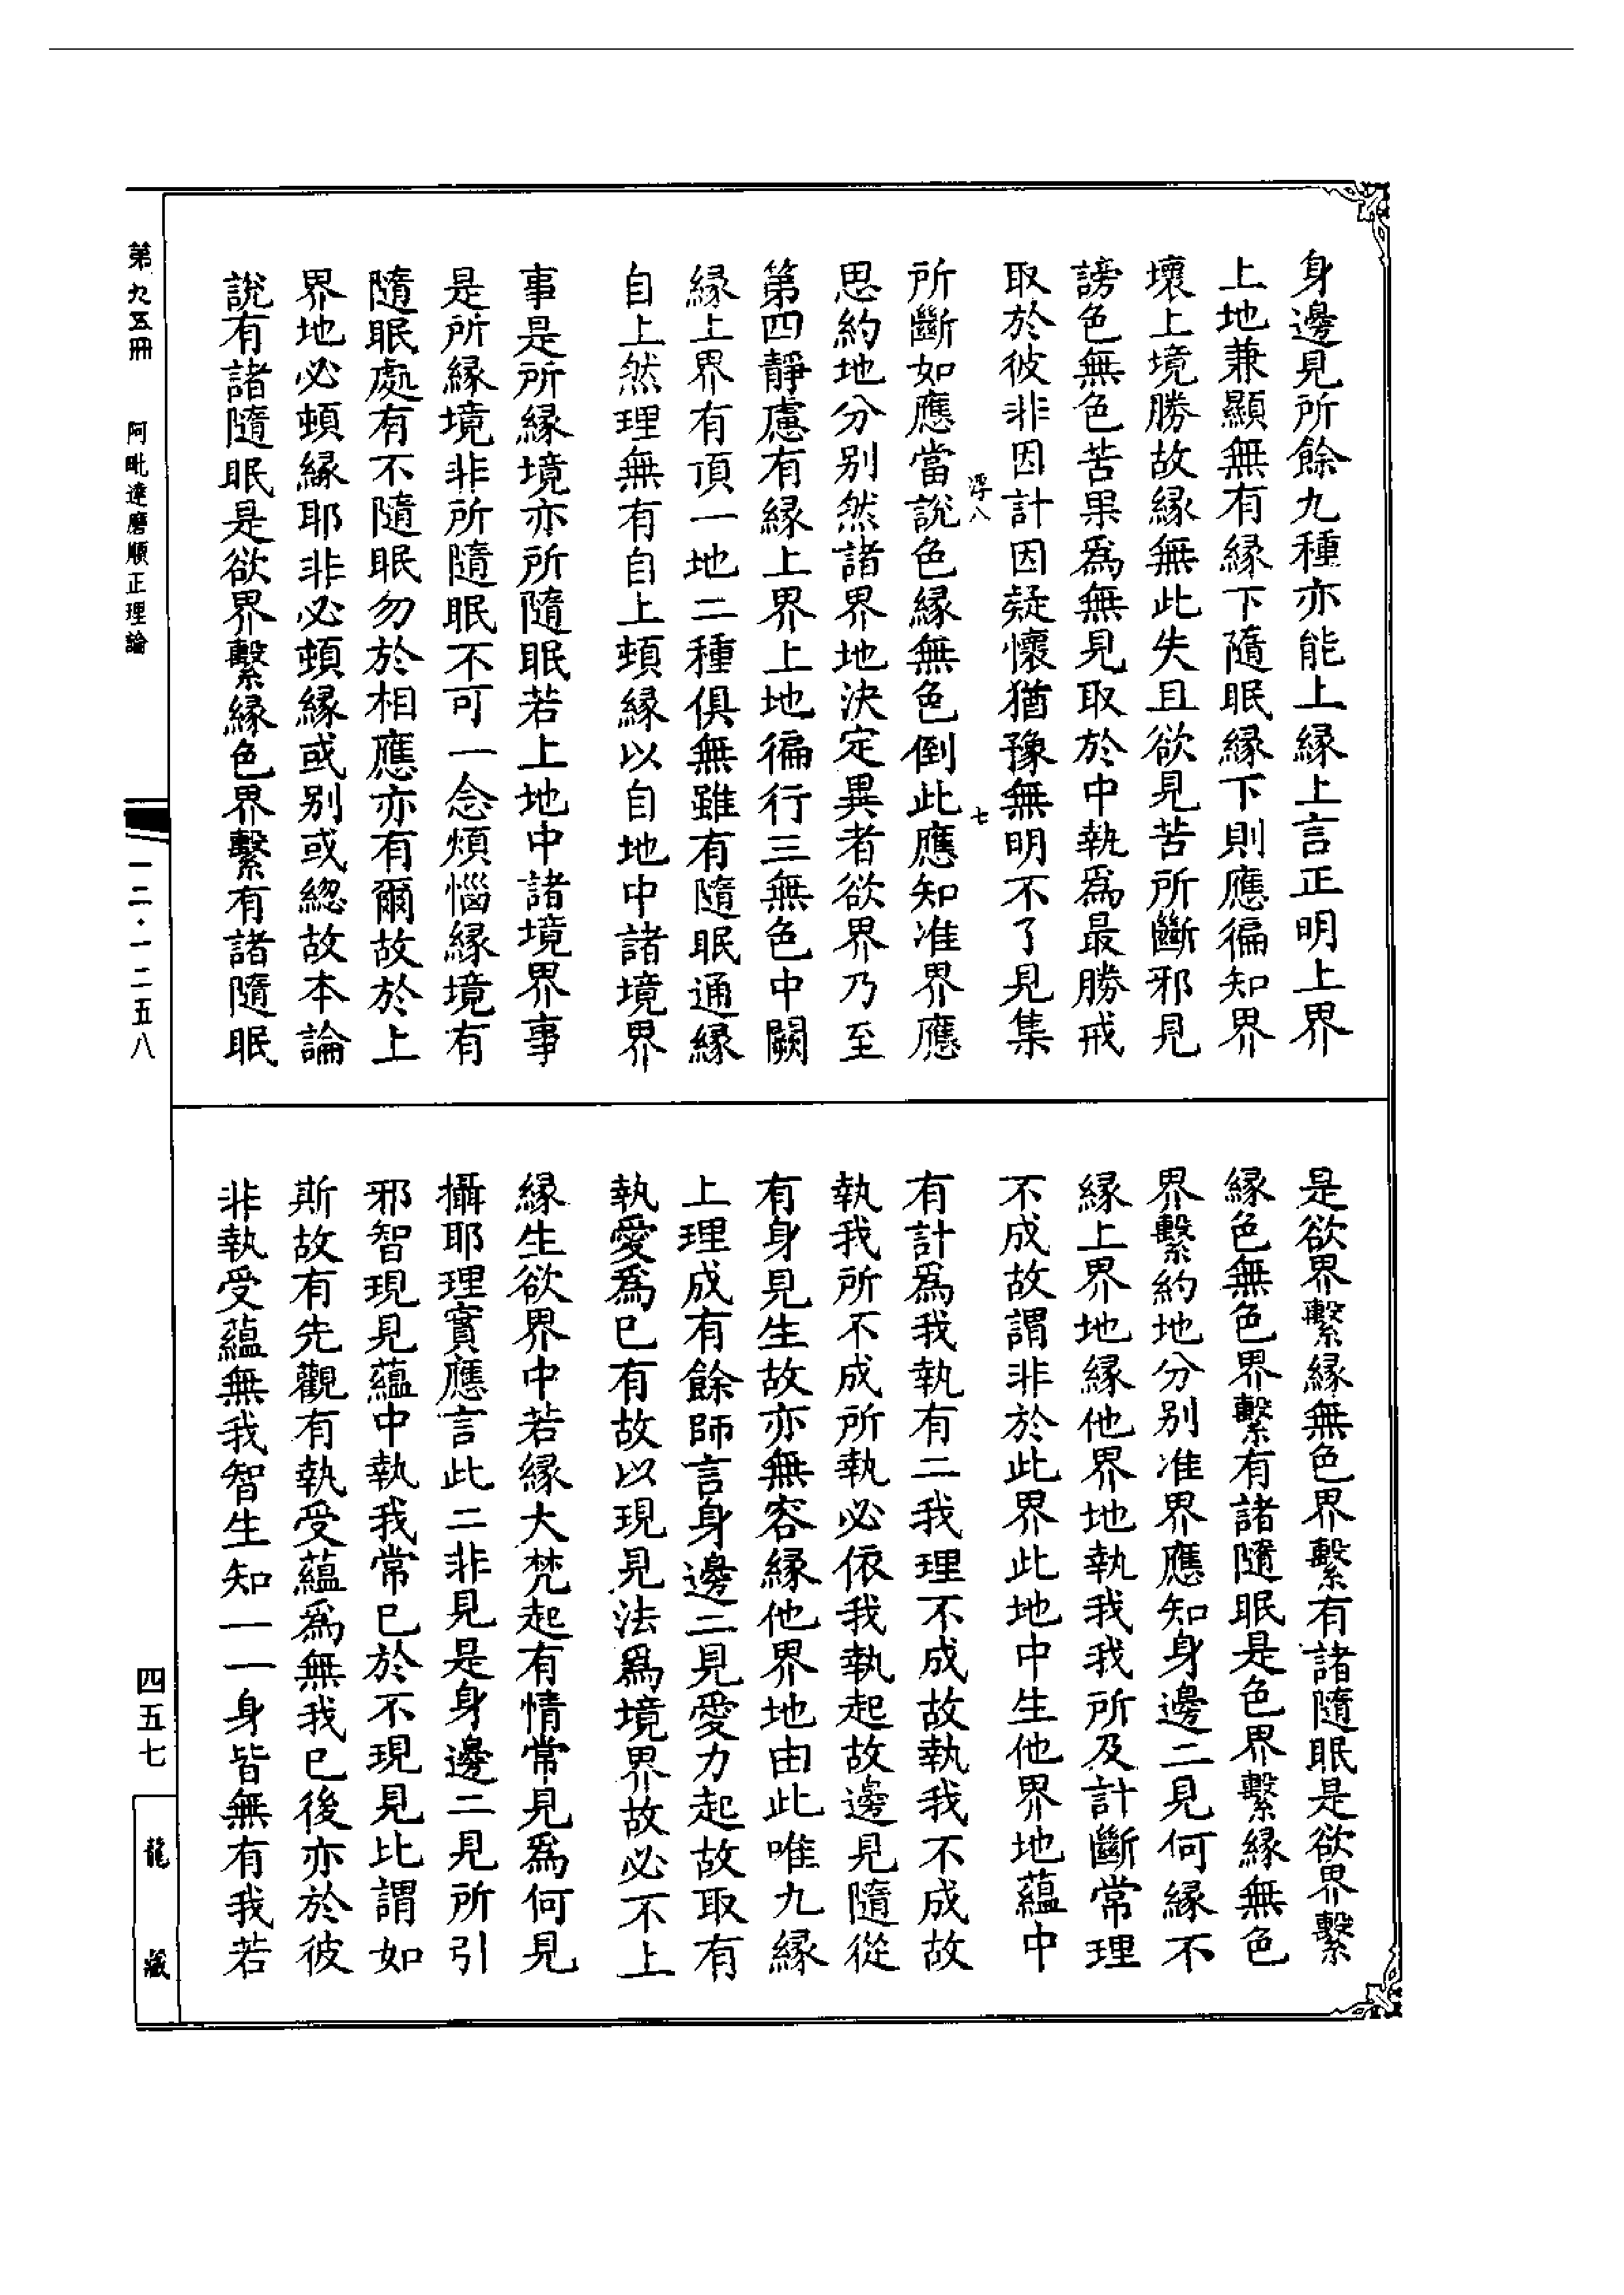 身邊見所餘九種亦能上緣上言正明上界
上地兼顯無有緣下隨眠緣下則應徧知界
壞上境勝故緣無此失且欲見苦所斷邪見
謗色無色苦果爲無見取於中執爲最勝戒
取於彼非因計因疑懷猶豫無明不了見集
浮八
七
所斷如應當說色緣無色倒此應知准界應
思約地分別然諸界地決定異者欲界乃至
第四靜慮有緣上界上地徧行三無色中闕
緣上界有頂一地二種俱無雖有隨眠通緣
自上然理無有自上頓緣以自地中諸境界
事是所緣境亦所隨眠若上地中諸境界事
是所緣境非所隨眠不可一念煩惱緣境有
隨眠處有不隨眠勿於相應亦有爾故於上
界地必頓緣耶非必頓緣或別或總故本論
說有諸隨眠是欲界繫緣色界繫有諸隨眠
是欲界繫緣無色界繫有諸隨眠是欲界繫
緣色無色界繫有諸隨眠是色界繫緣無色
界繫約地分別准界應知身邊二見何緣不
緣上界地緣他界地執我我所及計斷常理
不成故謂非於此界此地中生他界地蘊中
有計爲我執有二我理不成故執我不成故
執我所不成所執必依我執起故邊見隨從
有身見生故亦無容緣他界地由此唯九緣
上理成有餘師言身邊二見愛力起故取有
執愛爲已有故以現見法爲境界故必不上
緣生欲界中若緣大梵起有情常見爲何見
攝耶理實應言此二非見是身邊二見所引
邪智現見蘊中執我常已於不現見比謂如
斯故有先觀有執受蘊爲無我已後亦於彼
非執受蘊無我智生知一一身皆無有我若
第九五冊 阿毗達磨順正理論
一二·一二五八
四五七
龍藏